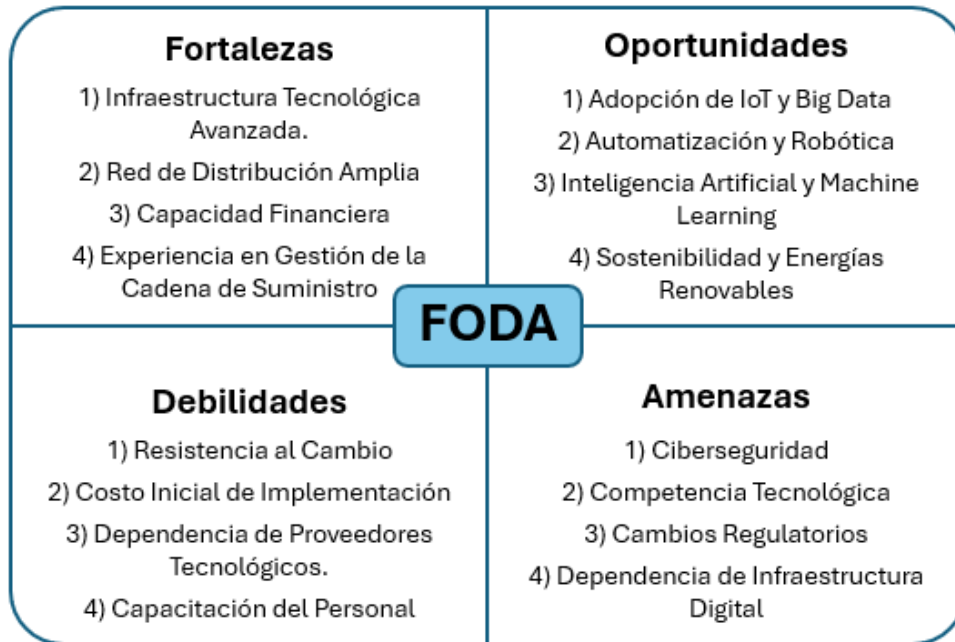 Fortalezas
1) Infraestructura Tecnológica
Avanzada.
2) Red de Distribución Amplia
3) Capacidad Financiera
4) Experiencia en Gestión de la
Cadena de Suministro
Oportunidades
1) Adopción de IoT y Big Data
2) Automatización y Robótica
3) Inteligencia Artificial y Machine
Learning
4) Sostenibilidad y Energías
Renovables
FODA
Debilidades
1) Resistencia al Cambio
2) Costo Inicial de Implementación
3) Dependencia de Proveedores
Tecnológicos.
4) Capacitación del Personal
Amenazas
1) Ciberseguridad
2) Competencia Tecnológica
3) Cambios Regulatorios
4) Dependencia de Infraestructura
Digital